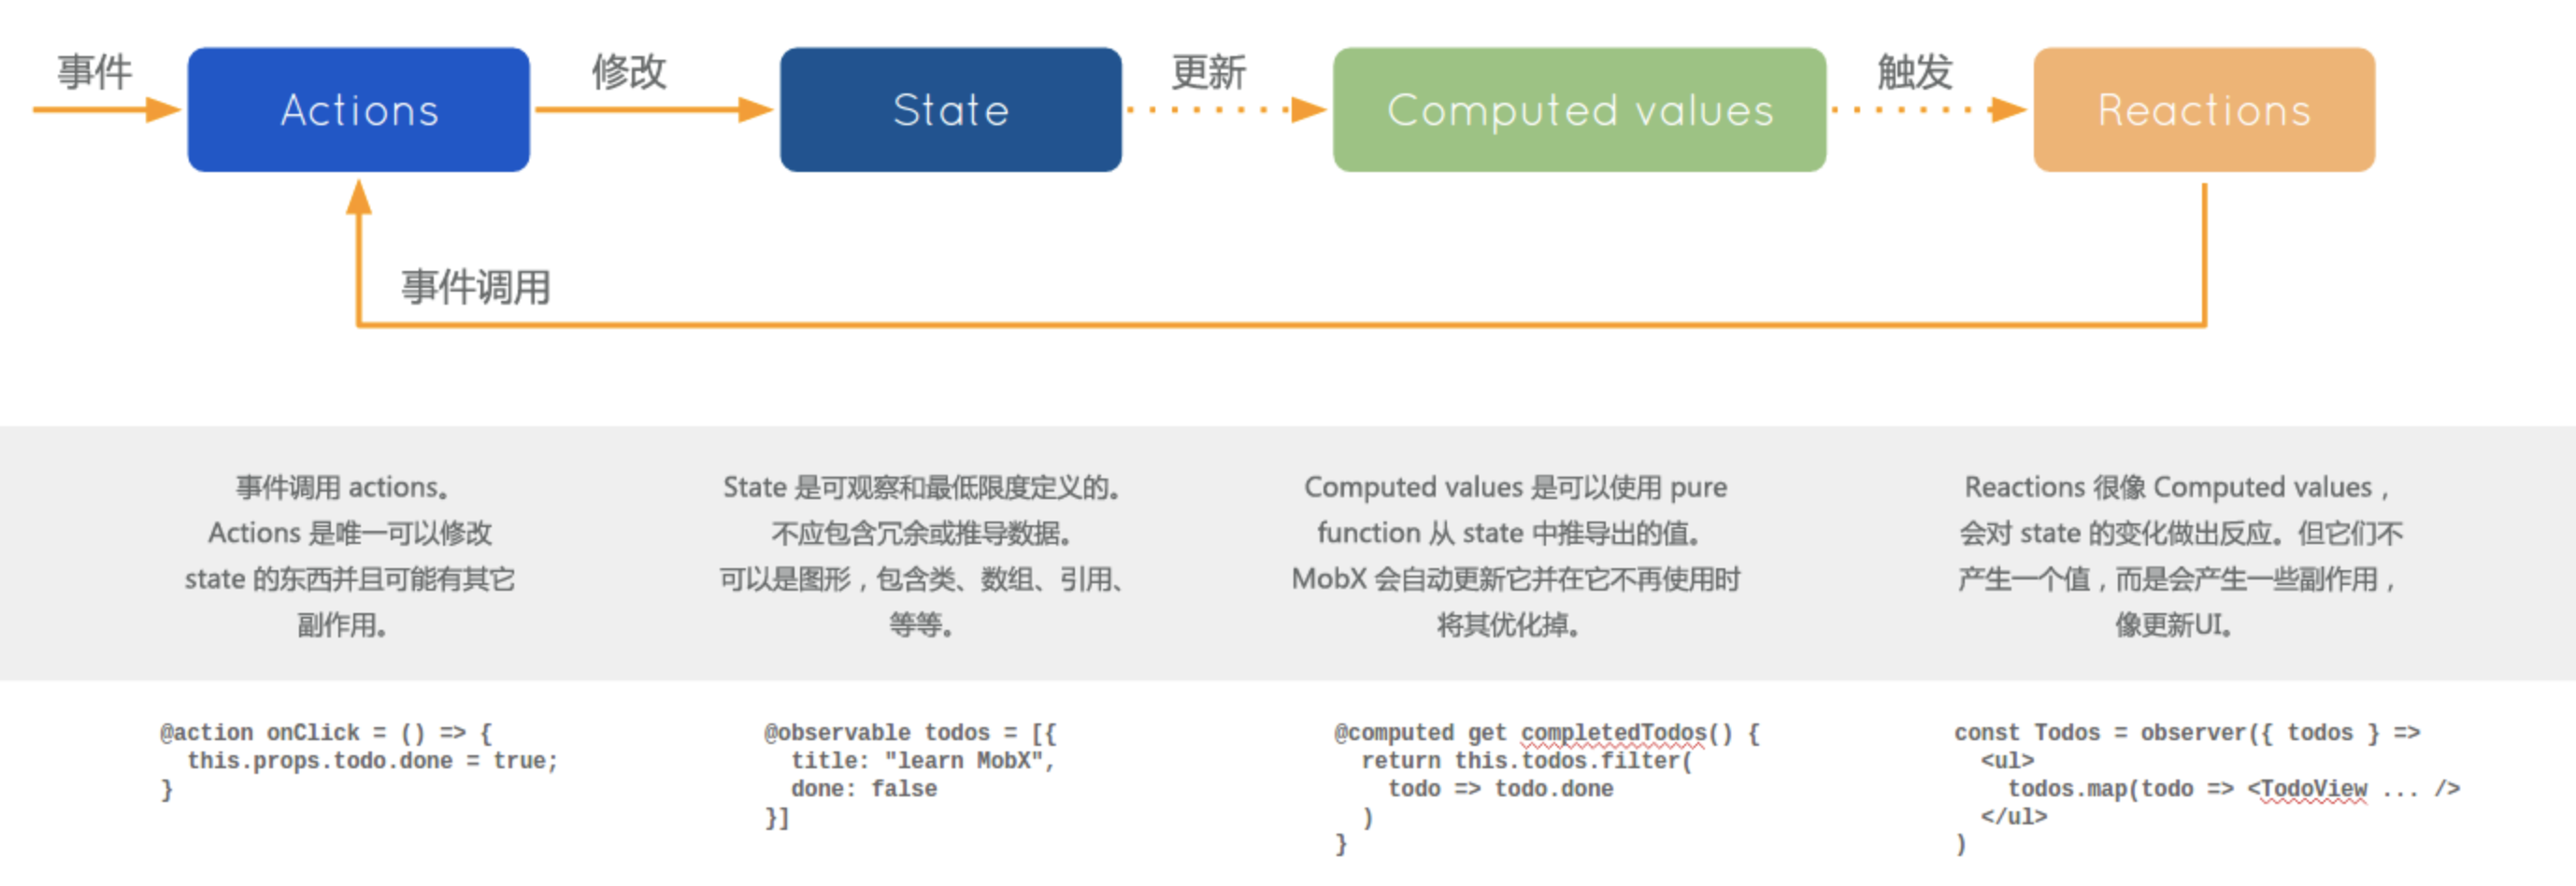 事件
Actions
修改
State
更新
Computed values
触发
Reactions
事件调用
事件调用 actions。
Actions 是唯一可以修改
state 的东西并且可能有其它
副作用。
State 是可观察和最低限度定义的。
不应包含冗余或推导数据。
可以是图形，包含类、数组、引用、
等等。
Computed values 是可以使用 pure
function 从 state 中推导出的值。
MobX 会自动更新它并在它不再使用时
将其优化掉。
Reactions 很像 Computed values，
会对 state 的变化做出反应。但它们不
产生一个值，而是会产生一些副作用，
像更新UI。
@action onClick = () => {
  this.props.todo.done = true;
}
@observable todos = [{
  title: "learn MobX",
  done: false
}]
@computed get completedTodos() {
  return this.todos.filter(
    todo => todo.done
  )
}
const Todos = observer({ todos } =>
  <ul>
    todos.map(todo => <TodoView ... />
  </ul>
)